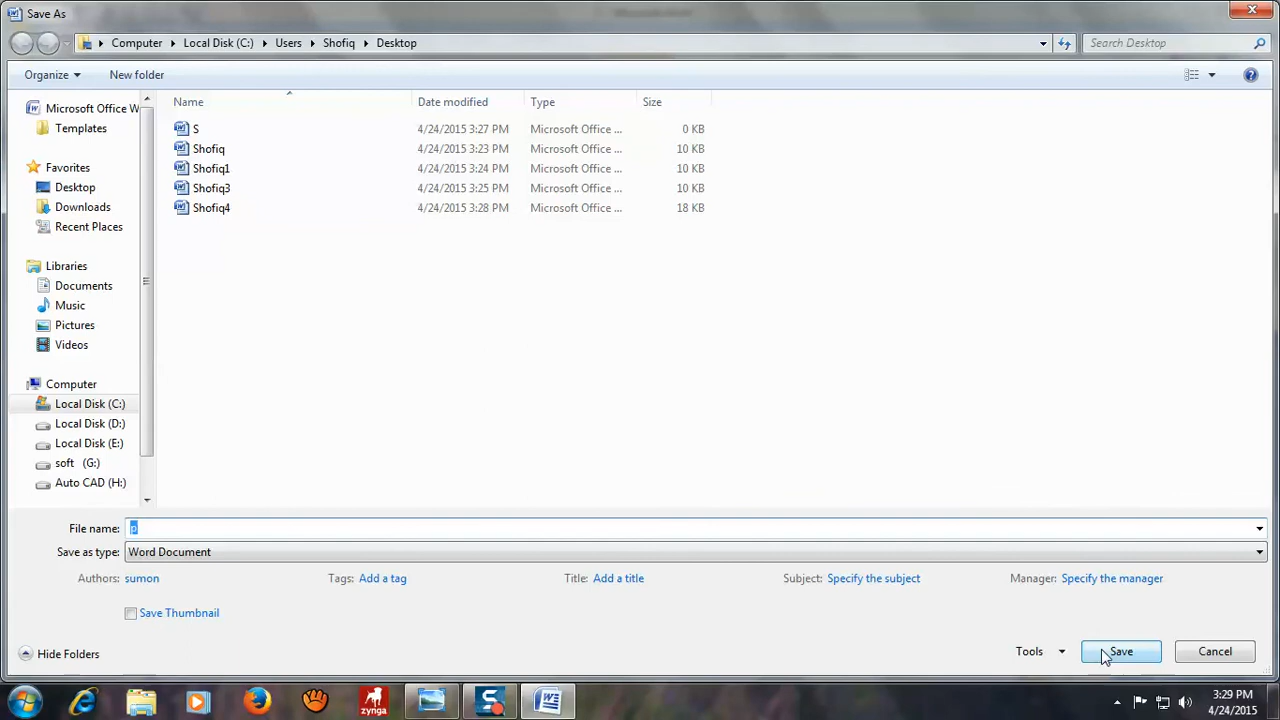 Save As
Computer Local Disk (C:) Users Shofiq Desktop
Search Desktop
Organize New folder
Microsoft Office W
Templates
Favorites
Desktop
Downloads
Recent Places
Libraries
Documents
Music
Pictures
Videos
Computer
Local Disk (C:)
Local Disk (D:)
Local Disk (E:)
soft (G:)
Auto CAD (H:)
Name Date modified Type Size
S 4/24/2015 3:27 PM Microsoft Office ... 0 KB
Shofiq 4/24/2015 3:23 PM Microsoft Office ... 10 KB
Shofiq1 4/24/2015 3:24 PM Microsoft Office ... 10 KB
Shofiq3 4/24/2015 3:25 PM Microsoft Office ... 10 KB
Shofiq4 4/24/2015 3:28 PM Microsoft Office ... 18 KB
File name: p
Save as type: Word Document
Authors: sumon Tags: Add a tag Title: Add a title Subject: Specify the subject Manager: Specify the manager
Save Thumbnail
Hide Folders Tools Save Cancel
zynga
3:29 PM
4/24/2015